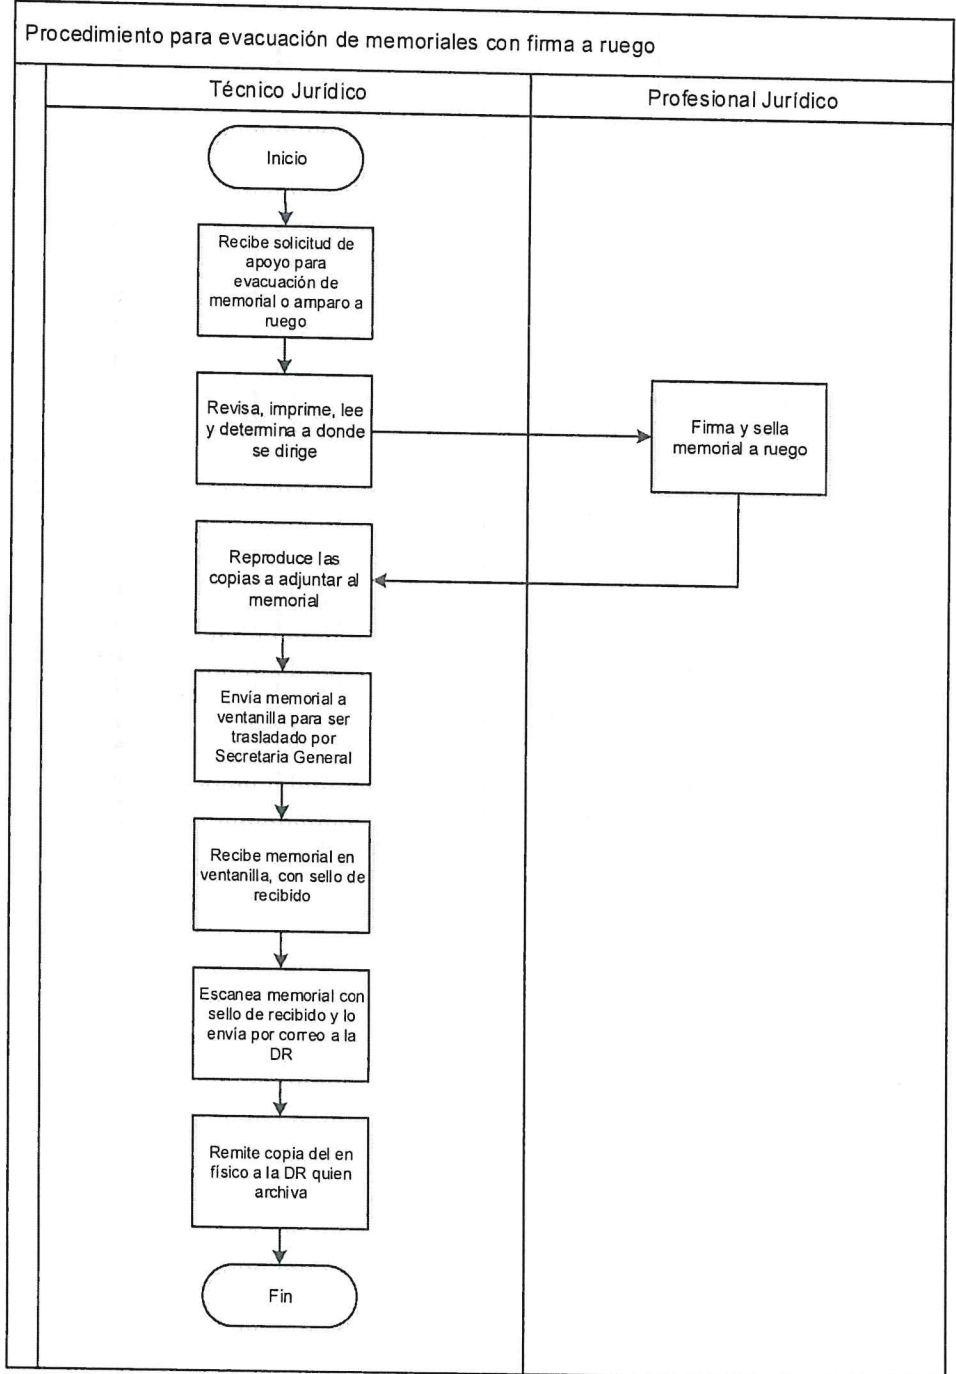 Procedimiento para evacuación de memoriales con firma a ruego
Técnico Jurídico
Profesional Jurídico
Inicio
Recibe solicitud de
apoyo para
evacuación de
memorial o amparo a
ruego
Revisa, imprime, lee
y determina a donde
se dirige
Firma y sella
memorial a ruego
Reproduce las
copias a adjuntar al
memorial
Envía memorial a
ventanilla para ser
trasladado por
Secretaria General
Recibe memorial en
ventanilla, con sello de
recibido
Escanea memorial con
sello de recibido y lo
envía por correo a la
DR
Remite copia del en
físico a la DR quien
archiva
Fin